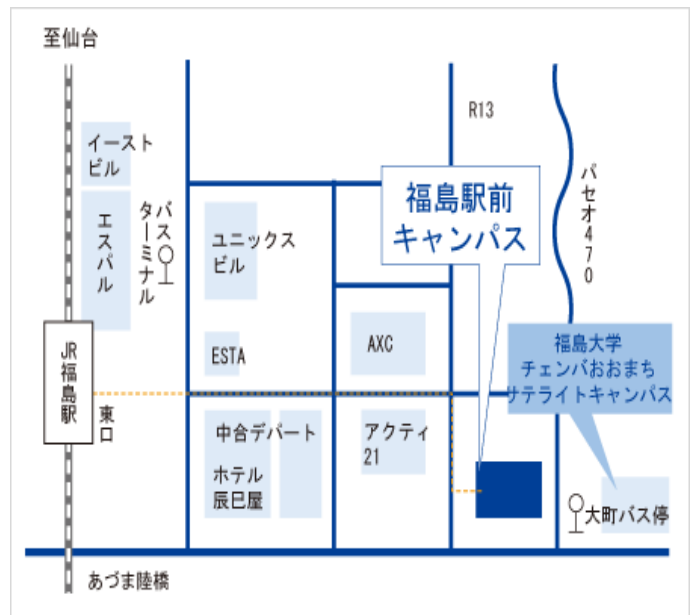 至仙台
R13
イースト
ビル
福島駅前
キャンパス
パセオ470
エスパル
バス
ターミナル
ユニックス
ビル
JR福島駅
東口
ESTA
AXC
福島大学
チェンバおおまち
サテライトキャンパス
中合デパート
アクティ
21
ホテル
辰巳屋
大町バス停
あづま陸橋